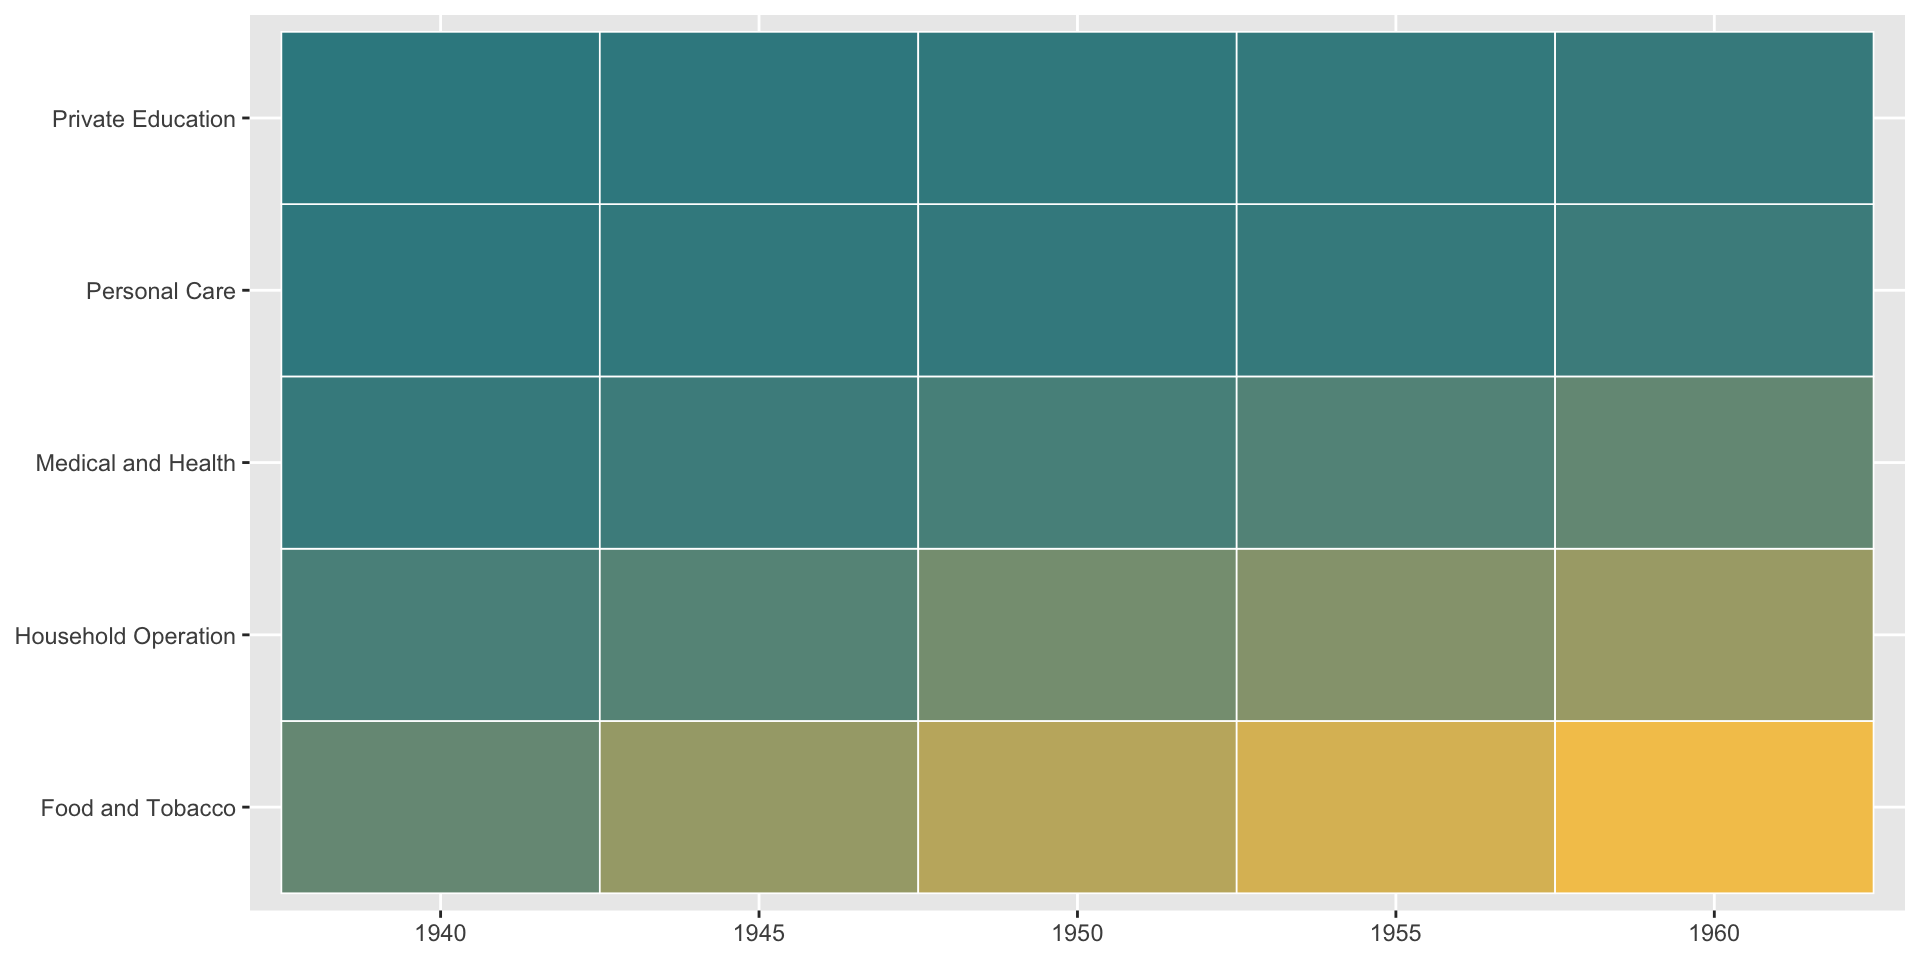 Private Education
Personal Care
Medical and Health
Household Operation
Food and Tobacco
1940 1945 1950 1955 1960